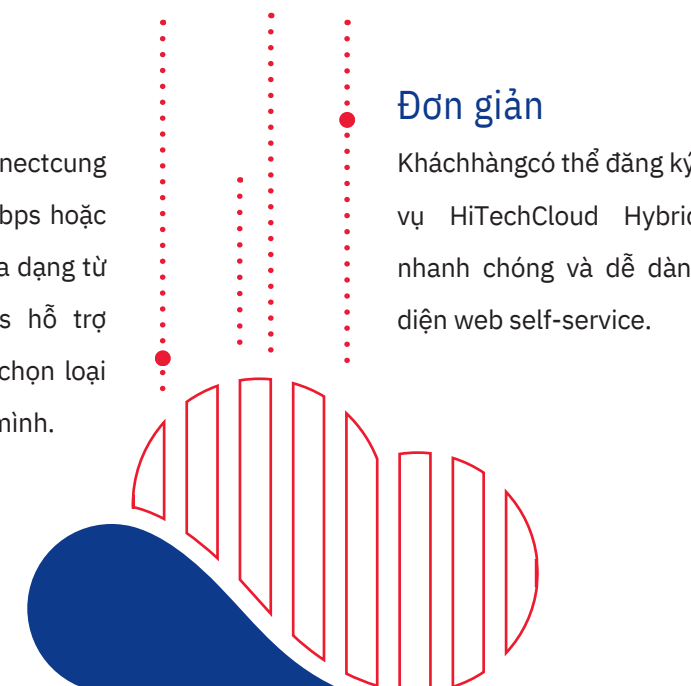 nectcung
bps hoặc
a dạng từ
s hỗ trợ
chọn loại
mình.
Đơn giản
Kháchhàngcó thể đăng ký
vụ HiTechCloud Hybrid
nhanh chóng và dễ dàn
diện web self-service.